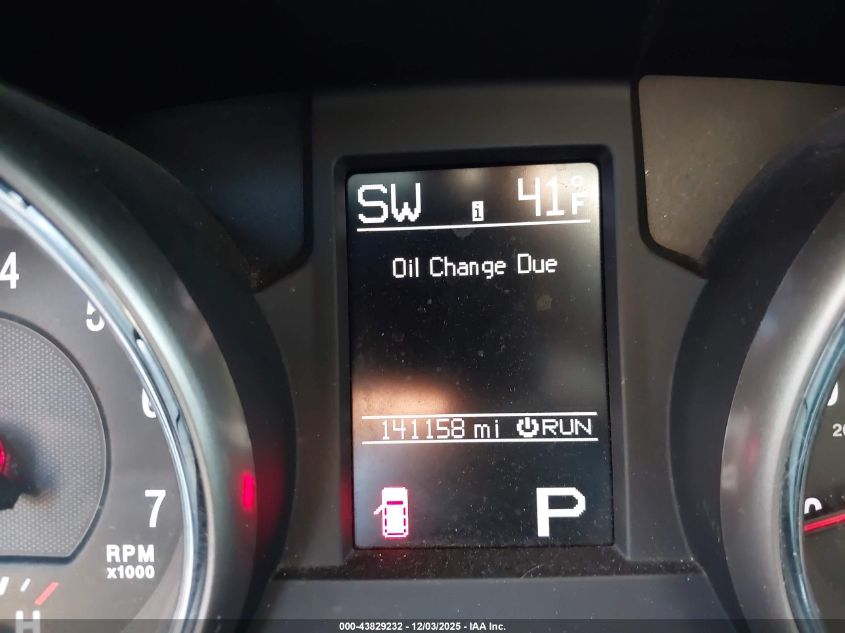 SW i 41°F
Oil Change Due
141158 mi RUN
P
4
5
6
7
RPM
x1000
H
000-43829232 - 12/03/2025 - IAA Inc.